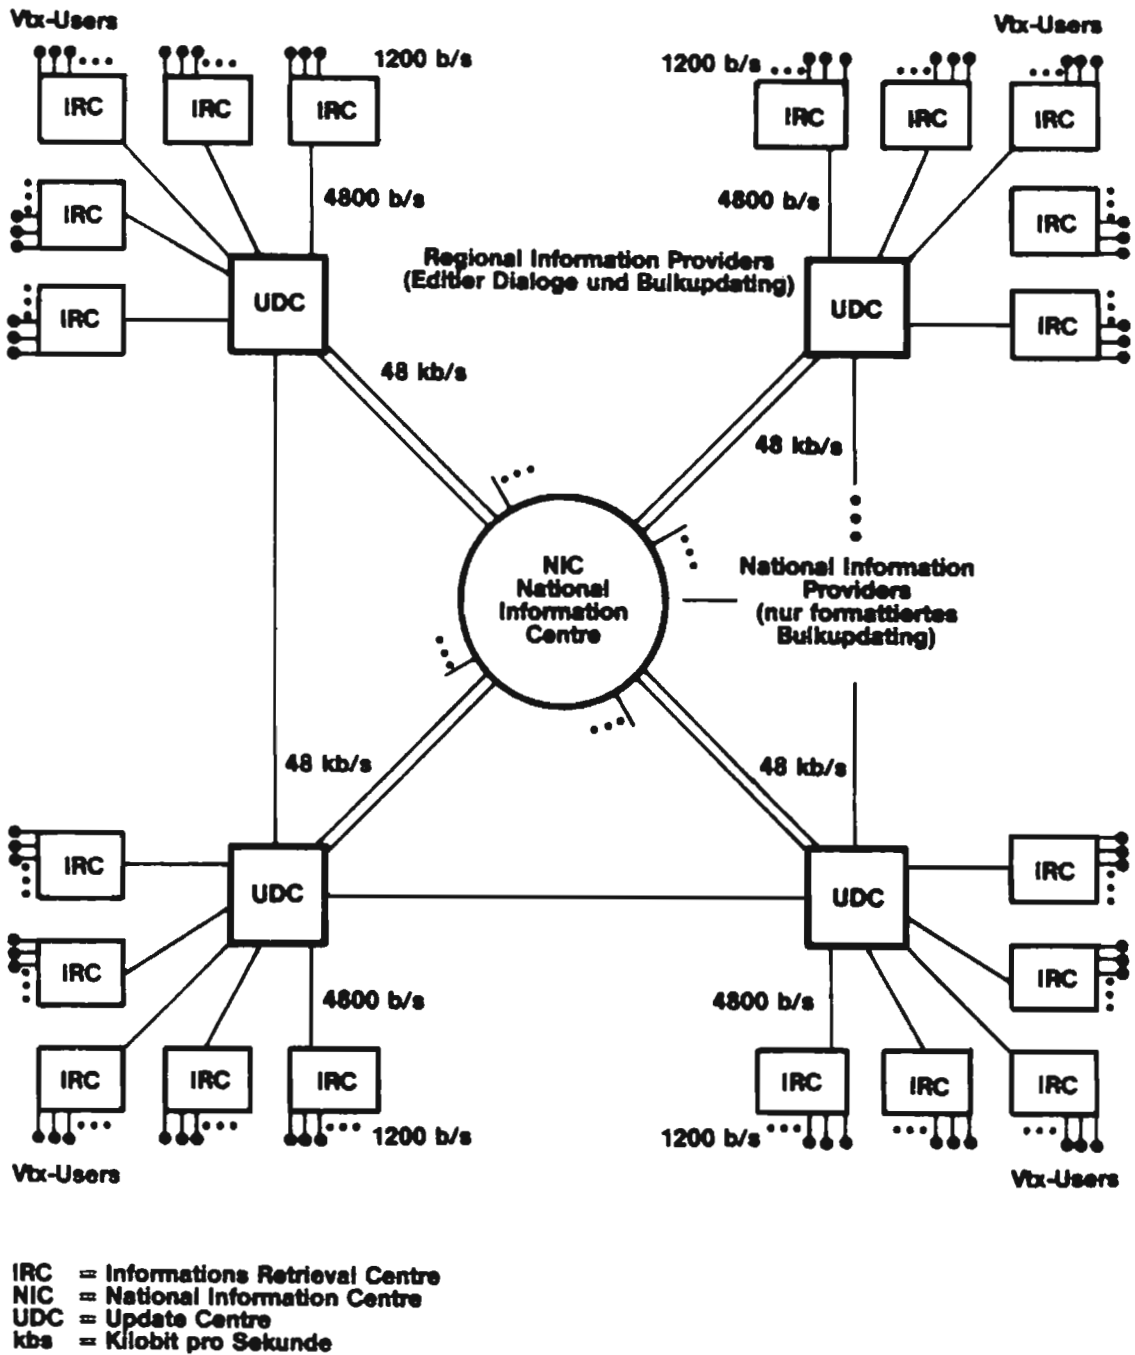 Vtx-Users
Vtx-Users
1200 b/s
1200 b/s
IRC
IRC
IRC
IRC
IRC
IRC
4800 b/s
4800 b/s
IRC
IRC
Regional Information Providers
(Editier Dialoge und Bulkupdating)
UDC
UDC
IRC
IRC
48 kb/s
48 kb/s
NIC
National
Information
Centre
National Information
Providers
(nur formattiertes
Bulkupdating)
48 kb/s
48 kb/s
IRC
UDC
UDC
IRC
IRC
IRC
4800 b/s
4800 b/s
IRC
IRC
IRC
IRC
IRC
IRC
1200 b/s
1200 b/s
Vtx-Users
Vtx-Users
IRC = Informations Retrieval Centre
NIC = National Information Centre
UDC = Update Centre
kbs = Kilobit pro Sekunde